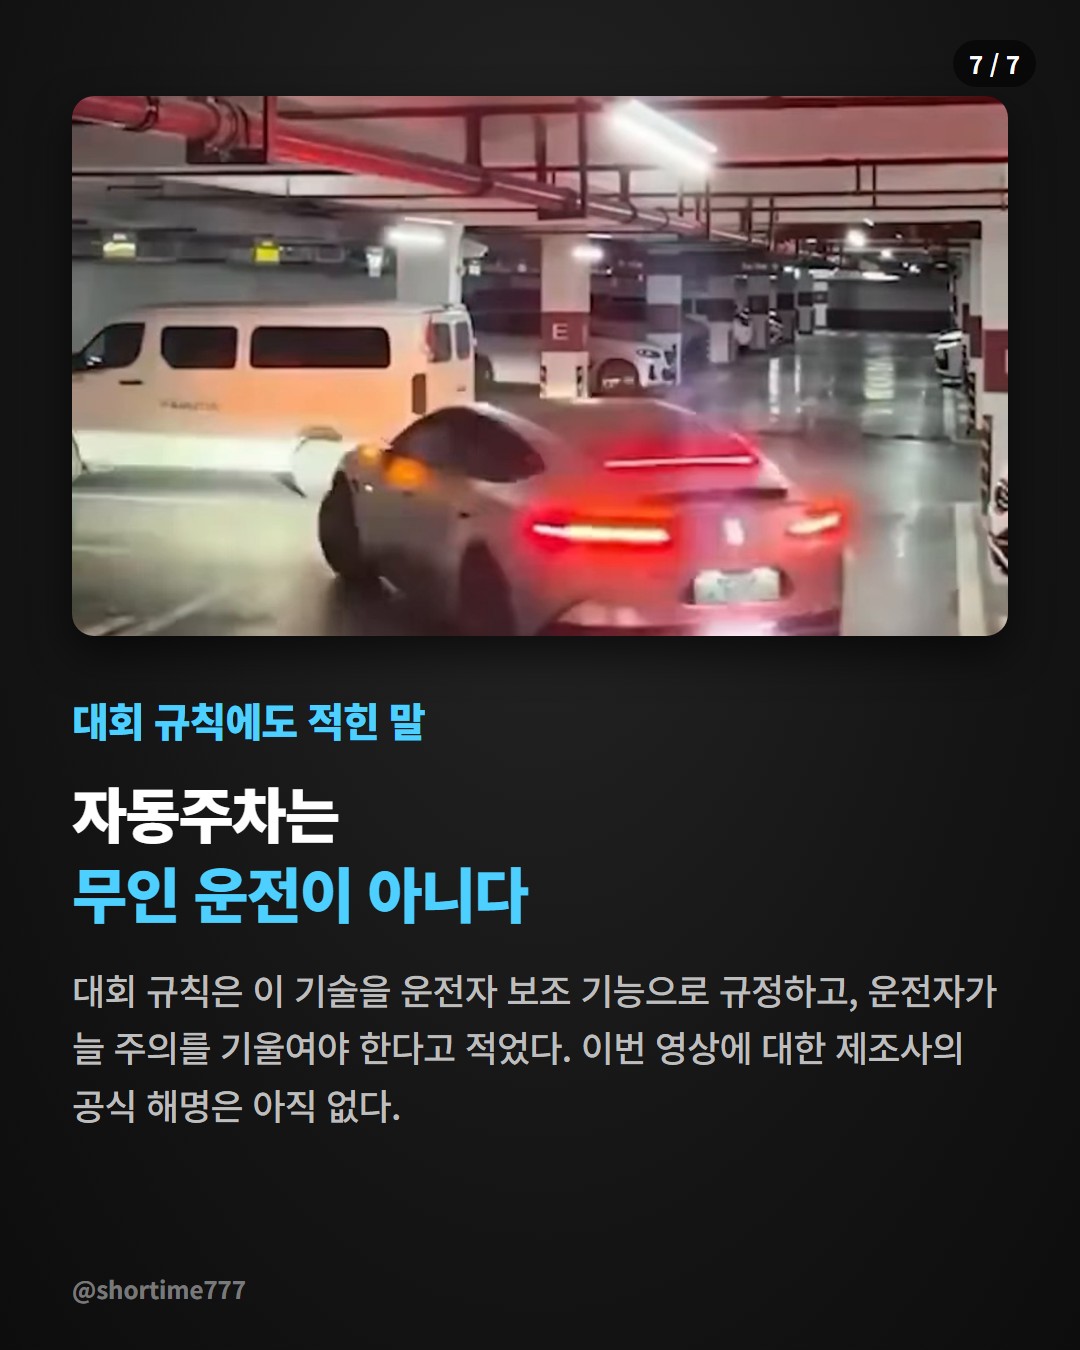 7 / 7
E
대회 규칙에도 적힌 말
자동주차는
무인 운전이 아니다
대회 규칙은 이 기술을 운전자 보조 기능으로 규정하고, 운전자가
늘 주의를 기울여야 한다고 적었다. 이번 영상에 대한 제조사의
공식 해명은 아직 없다.
@shortime777